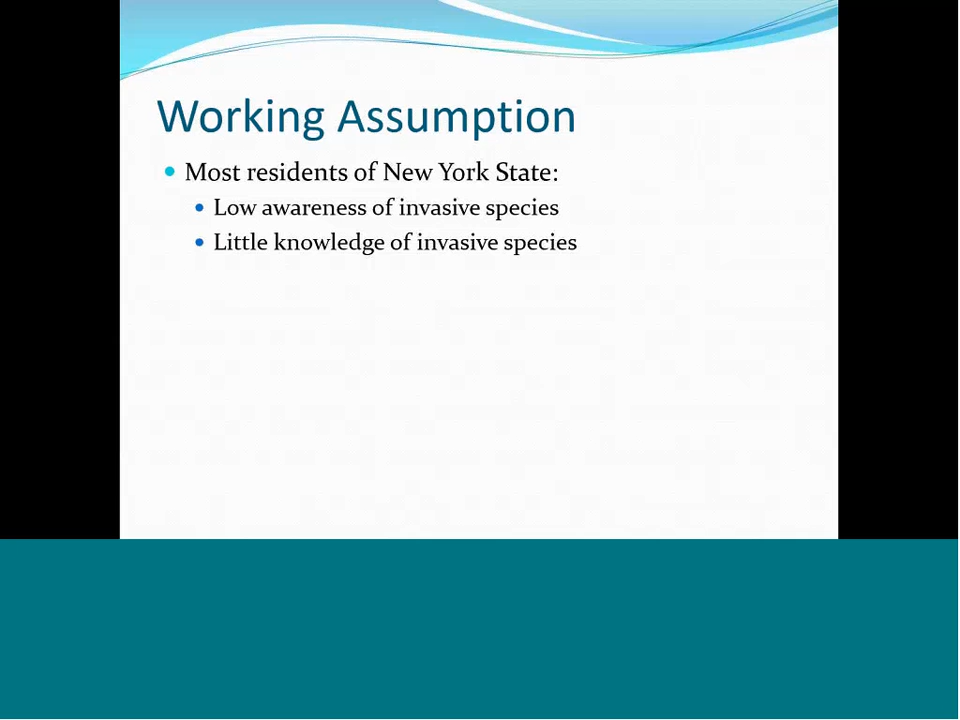 Working Assumption
Most residents of New York State:
Low awareness of invasive species
Little knowledge of invasive species